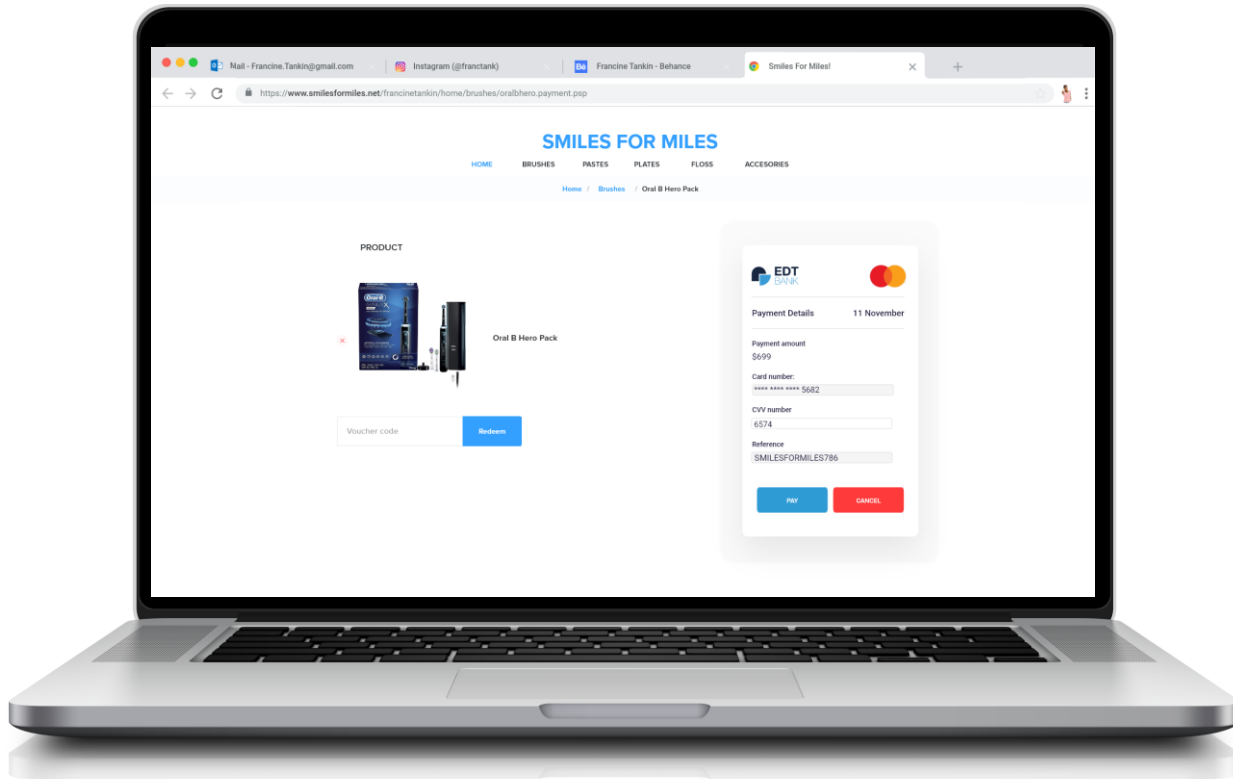 Nail - Francine.Tankin@gmail.com
Instagram (@franctank)
Bē Francine Tankin - Behance
Smiles For Miles!
https://www.smilesformiles.net/francinetankin/home/brushes/oralbhero.payment.psp
SMILES FOR MILES
HOME BRUSHES PASTES PLATES FLOSS ACCESORIES
Home / Brushes / Oral B Hero Pack
PRODUCT
Oral-B
Oral B Hero Pack
Voucher code Redeem
EDT
BANK
Payment Details 11 November
Payment amount
$699
Card number:
**** **** **** 5682
CVV number
6574
Reference
SMILESFORMILES786
PAY CANCEL